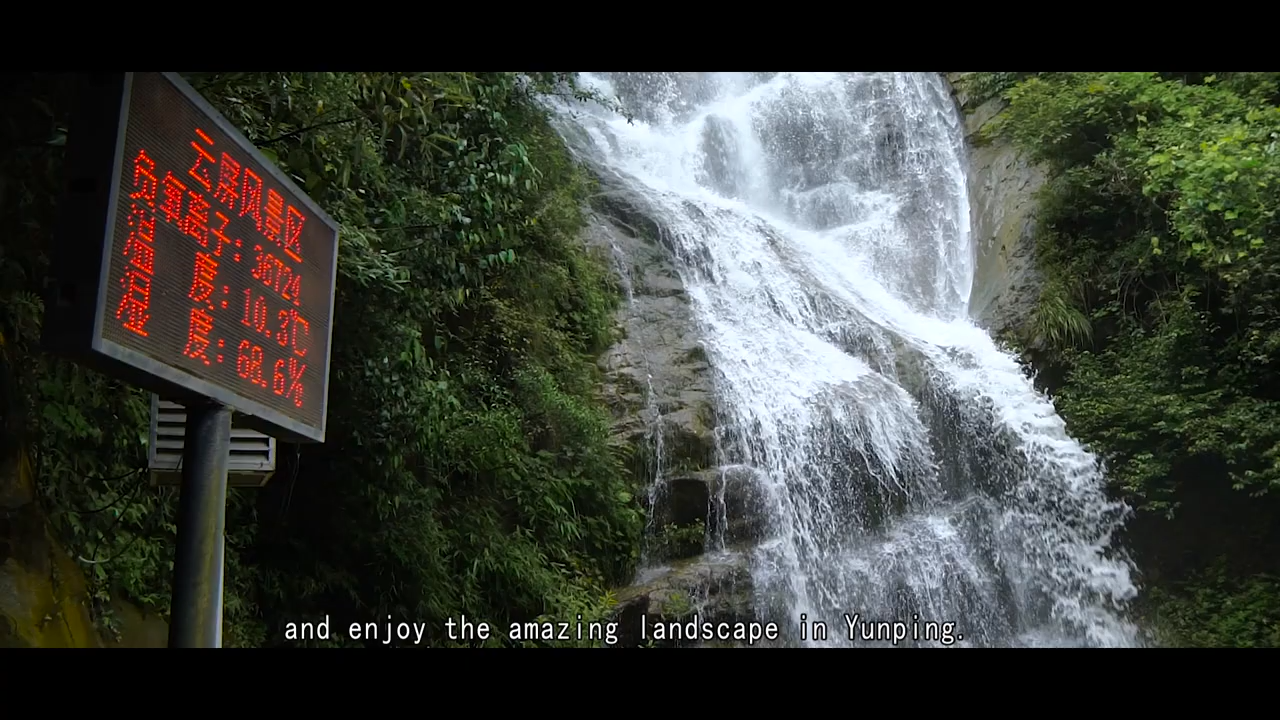 云屏风景区
负氧离子：36724
温 度：10.3℃
湿 度：68.6%
and enjoy the amazing landscape in Yunping.